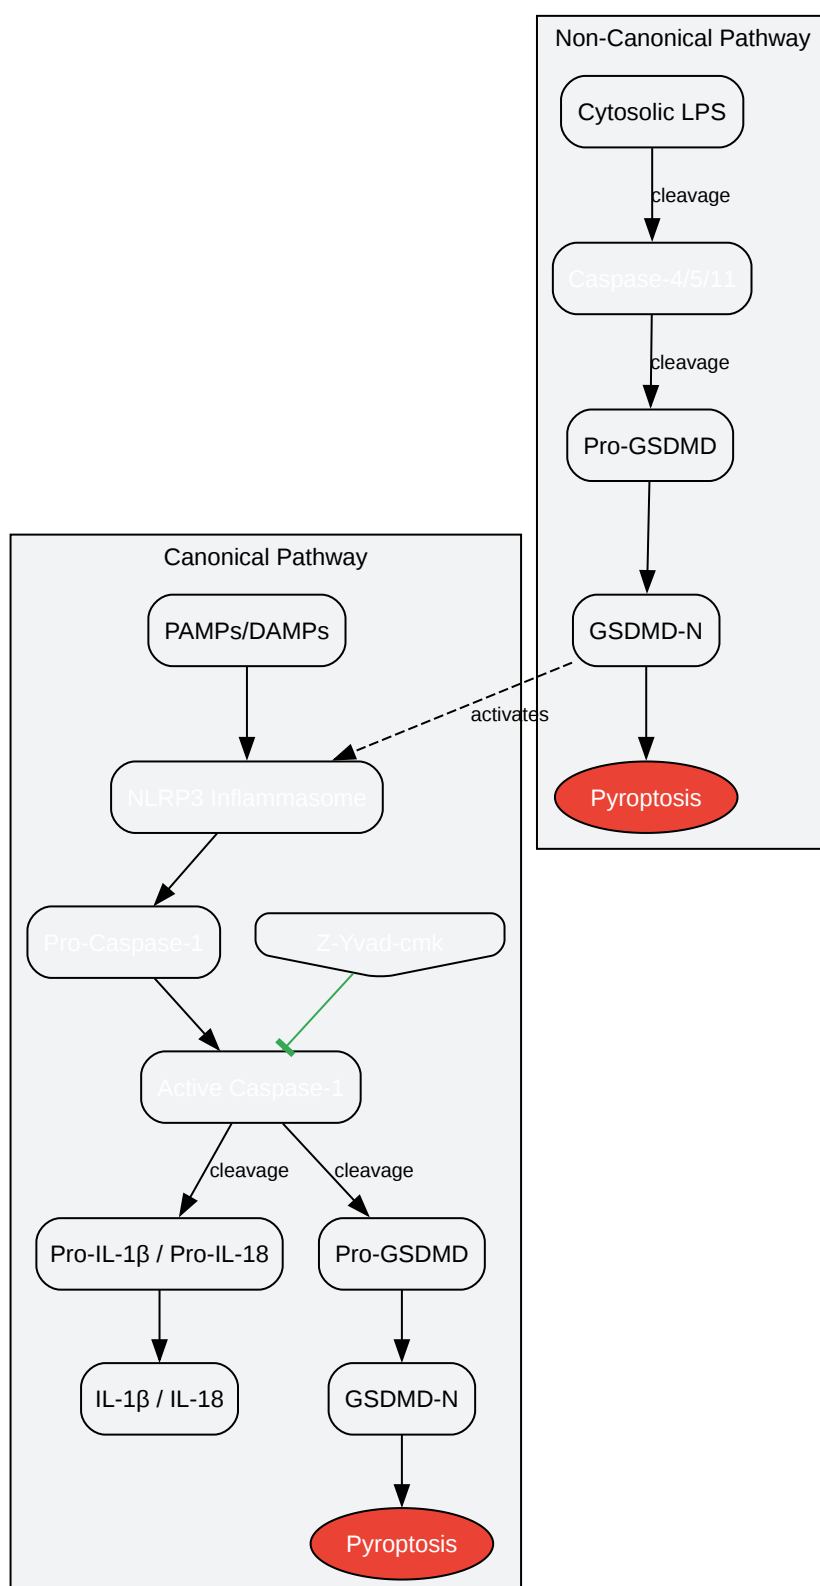 Non-Canonical Pathway
Cytosolic LPS
cleavage
Caspase-4/5/11
cleavage
Pro-GSDMD
GSDMD-N
activates
Pyroptosis
Canonical Pathway
PAMPs/DAMPs
NLRP3 Inflammasome
Pro-Caspase-1
Z-Yvad-cmk
Active Caspase-1
cleavage
cleavage
Pro-IL-1β / Pro-IL-18
Pro-GSDMD
IL-1β / IL-18
GSDMD-N
Pyroptosis